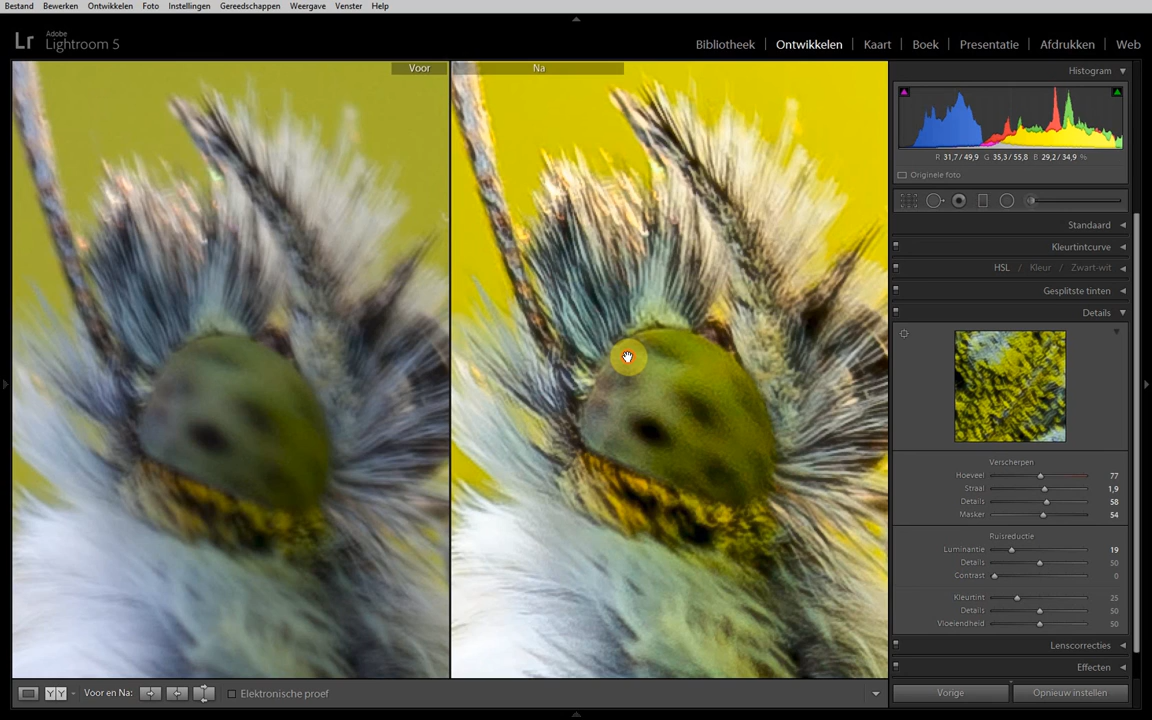 Bestand Bewerken Ontwikkelen Foto Instellingen Gereedschappen Weergave Venster Help
Lr Adobe Lightroom 5
Bibliotheek Ontwikkelen Kaart Boek Presentatie Afdrukken Web
Voor Na
Histogram
R 31,7 / 49,9 G 35,3 / 55,8 B 29,2 / 34,9 %
Originele foto
Standaard
Kleurtintcurve
HSL / Kleur / Zwart-wit
Gesplitste tinten
Details
Verscherpen
Hoeveel 77
Straal 1,9
Details 58
Masker 54
Ruisreductie
Luminantie 19
Details 50
Contrast 0
Kleurtint 25
Details 50
Vloeiendheid 50
Lenscorrecties
Effecten
YY Voor en Na: Elektronische proef Vorige Opnieuw instellen